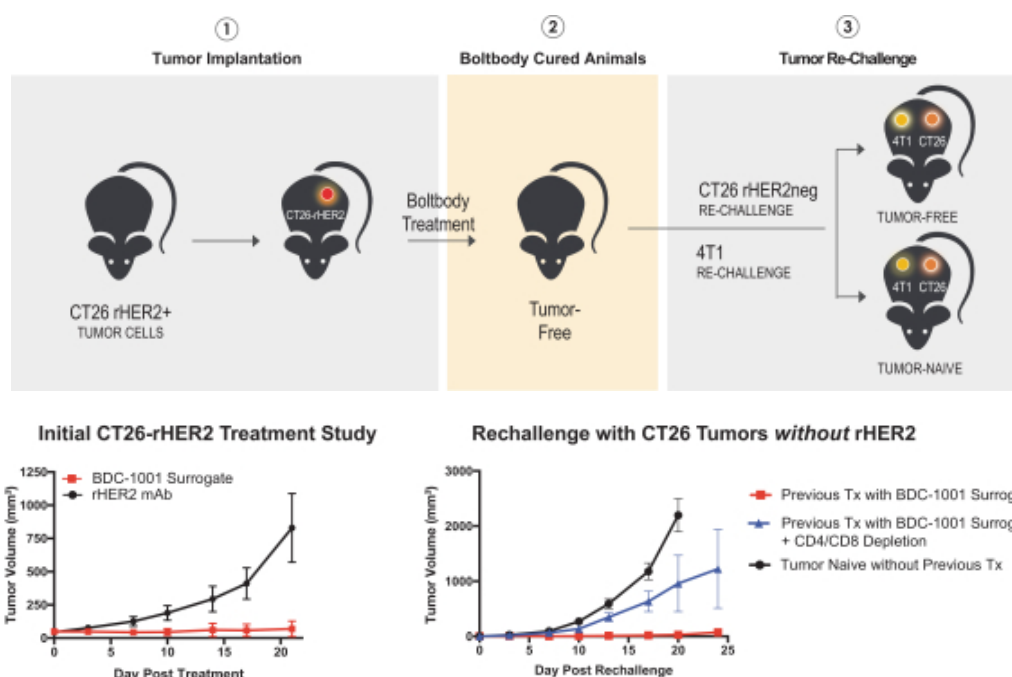 1
2
3
Tumor Implantation
Boltbody Cured Animals
Tumor Re-Challenge
CT26-rHER2
CT26 rHER2+
TUMOR CELLS
Boltbody
Treatment
Tumor-
Free
CT26 rHER2neg
RE-CHALLENGE
4T1
RE-CHALLENGE
4T1 CT26
TUMOR-FREE
4T1 CT26
TUMOR-NAIVE
Initial CT26-rHER2 Treatment Study
BDC-1001 Surrogate
rHER2 mAb
Tumor Volume (mm³)
1250
1000
750
500
250
0
0 5 10 15 20
Day Post Treatment
Rechallenge with CT26 Tumors without rHER2
Tumor Volume (mm³)
3000
2000
1000
0
0 5 10 15 20 25
Day Post Rechallenge
Previous Tx with BDC-1001 Surrog
Previous Tx with BDC-1001 Surrog
+ CD4/CD8 Depletion
Tumor Naive without Previous Tx